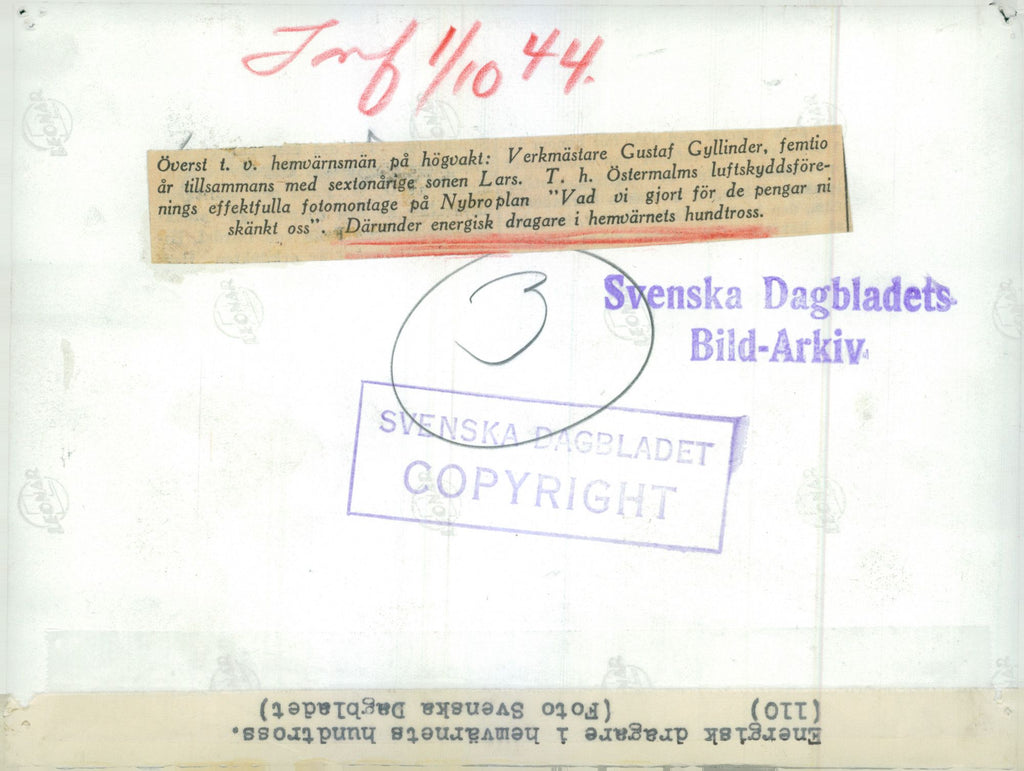 Inf 1/10 44.
Överst t. v. hemvärnsmän på högvakt: Verkmästare Gustaf Gyllinder, femtio
år tillsammans med sextonårige sonen Lars. T. h. Östermalms luftskyddsföre-
nings effektfulla fotomontage på Nybroplan "Vad vi gjort för de pengar ni
skänkt oss". Därunder energisk dragare i hemvärnets hundtross.
Svenska Dagbladets
Bild-Arkiv.
SVENSKA DAGBLADET
COPYRIGHT
LEONAR
Energisk dragare i hemvärnets hundtross.
(110) (Foto Svenska Dagbladet)